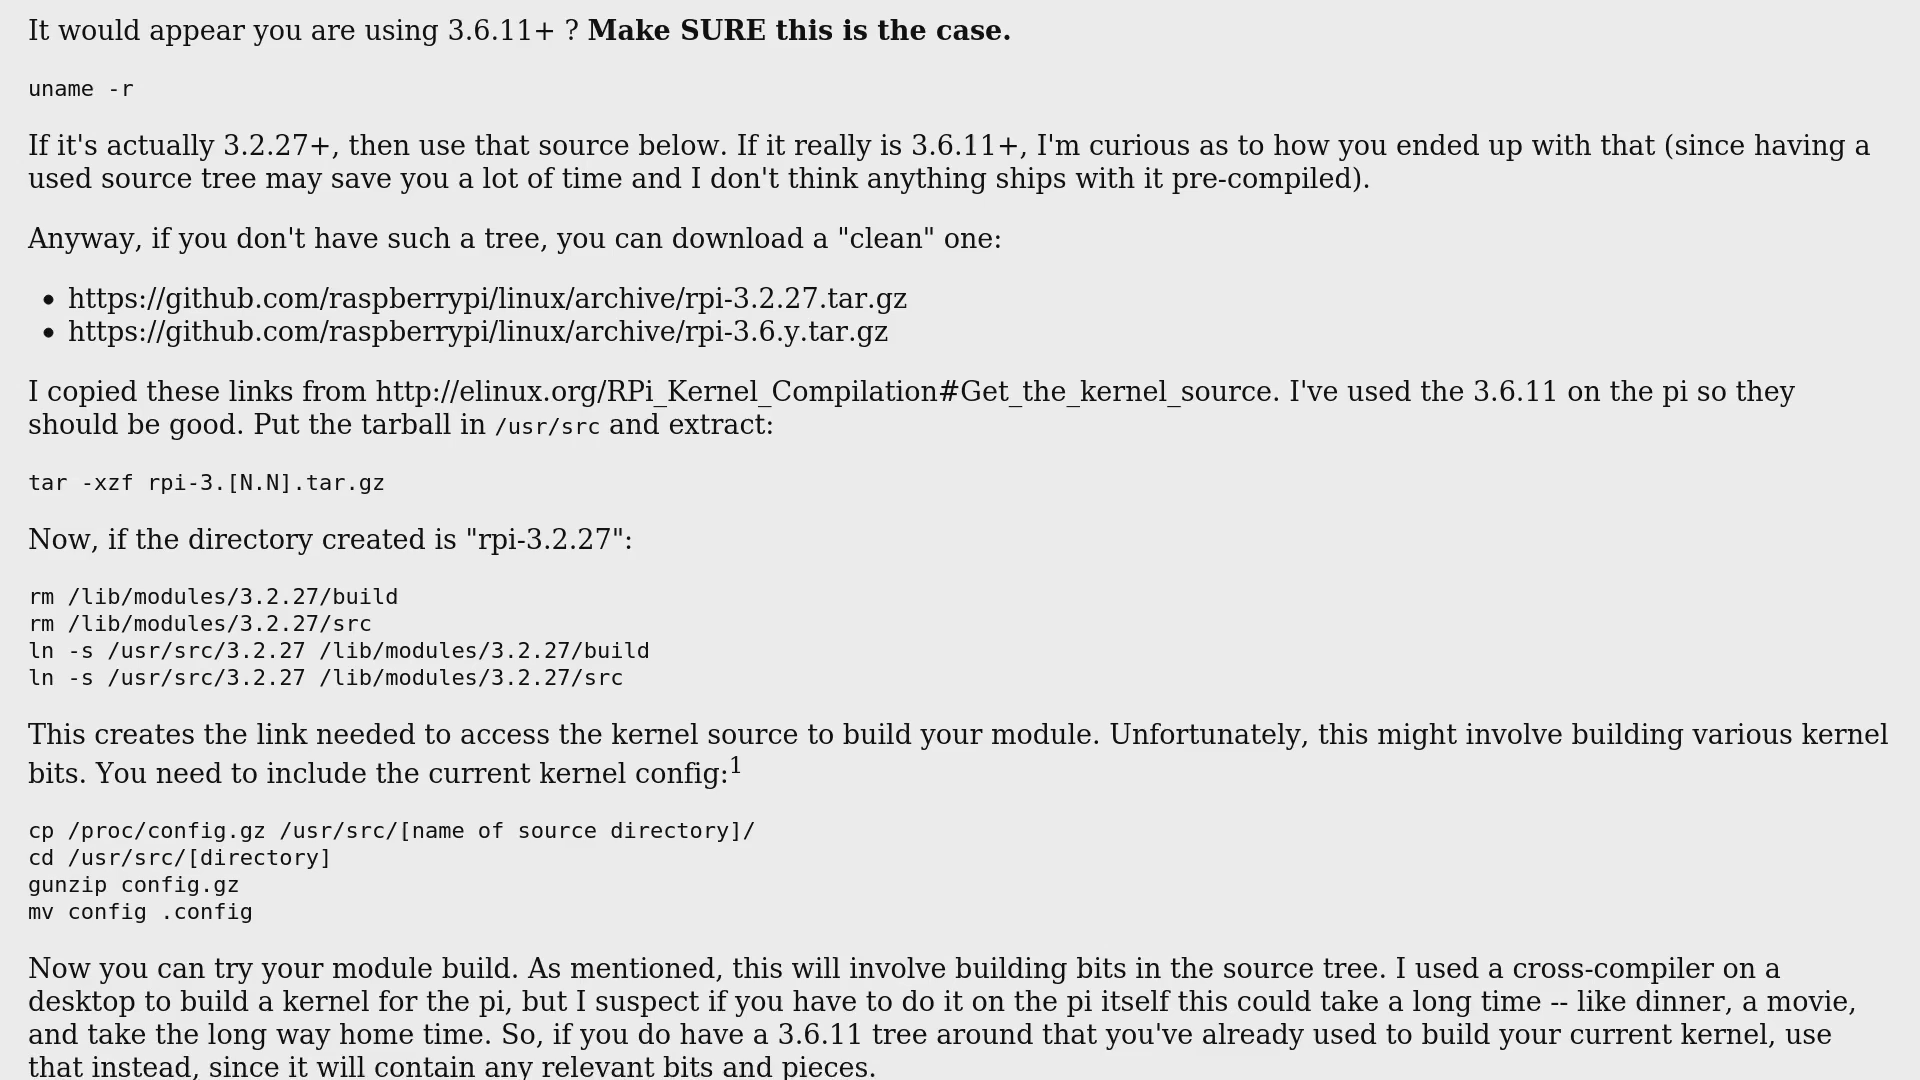 It would appear you are using 3.6.11+ ? Make SURE this is the case.
uname -r
If it's actually 3.2.27+, then use that source below. If it really is 3.6.11+, I'm curious as to how you ended up with that (since having a
used source tree may save you a lot of time and I don't think anything ships with it pre-compiled).
Anyway, if you don't have such a tree, you can download a "clean" one:
• https://github.com/raspberrypi/linux/archive/rpi-3.2.27.tar.gz
• https://github.com/raspberrypi/linux/archive/rpi-3.6.y.tar.gz
I copied these links from http://elinux.org/RPi_Kernel_Compilation#Get_the_kernel_source. I've used the 3.6.11 on the pi so they
should be good. Put the tarball in /usr/src and extract:
tar -xzf rpi-3.[N.N].tar.gz
Now, if the directory created is "rpi-3.2.27":
rm /lib/modules/3.2.27/build
rm /lib/modules/3.2.27/src
ln -s /usr/src/3.2.27 /lib/modules/3.2.27/build
ln -s /usr/src/3.2.27 /lib/modules/3.2.27/src
This creates the link needed to access the kernel source to build your module. Unfortunately, this might involve building various kernel
bits. You need to include the current kernel config:1
cp /proc/config.gz /usr/src/[name of source directory]/
cd /usr/src/[directory]
gunzip config.gz
mv config .config
Now you can try your module build. As mentioned, this will involve building bits in the source tree. I used a cross-compiler on a
desktop to build a kernel for the pi, but I suspect if you have to do it on the pi itself this could take a long time -- like dinner, a movie,
and take the long way home time. So, if you do have a 3.6.11 tree around that you've already used to build your current kernel, use
that instead, since it will contain any relevant bits and pieces.